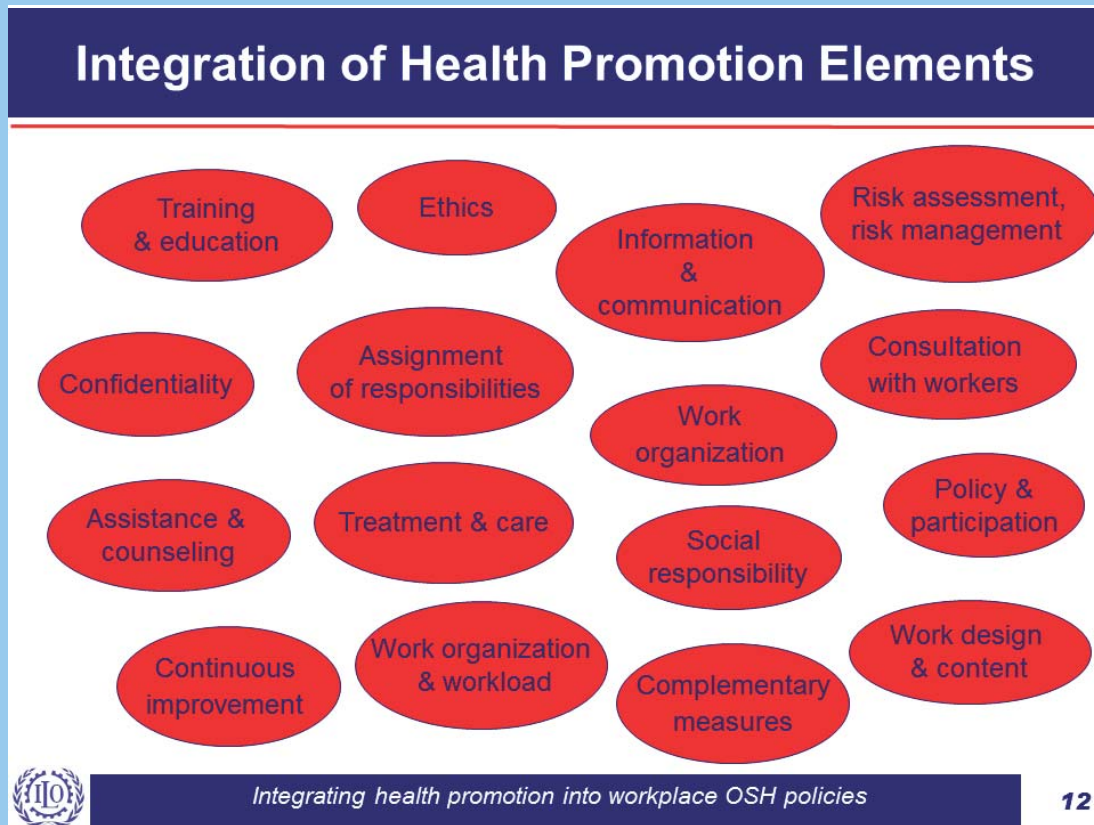 Integration of Health Promotion Elements
Training
& education
Ethics
Information
&
communication
Risk assessment,
risk management
Confidentiality
Assignment
of responsibilities
Work
organization
Consultation
with workers
Assistance &
counseling
Treatment & care
Social
responsibility
Policy &
participation
Continuous
improvement
Work organization
& workload
Complementary
measures
Work design
& content
ILO
Integrating health promotion into workplace OSH policies
12